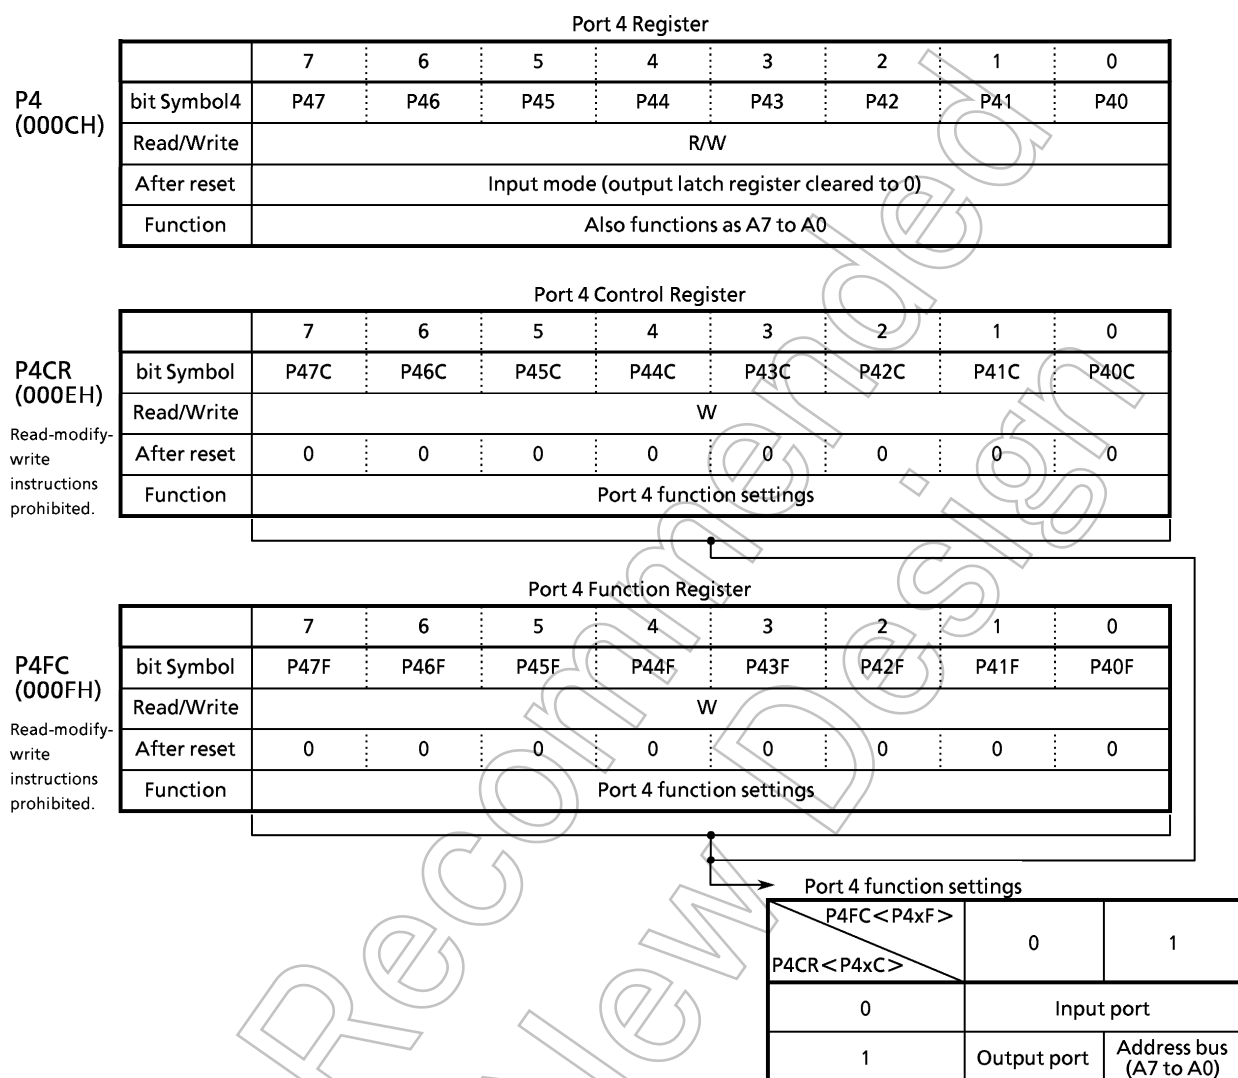 Port 4 Register
7 6 5 4 3 2 1 0
P4
(000CH)
bit Symbol4 P47 P46 P45 P44 P43 P42 P41 P40
Read/Write R/W
After reset Input mode (output latch register cleared to 0)
Function Also functions as A7 to A0
Port 4 Control Register
7 6 5 4 3 2 1 0
P4CR
(000EH)
Read-modify-
write
instructions
prohibited.
bit Symbol P47C P46C P45C P44C P43C P42C P41C P40C
Read/Write W
After reset 0 0 0 0 0 0 0 0
Function Port 4 function settings
Port 4 Function Register
7 6 5 4 3 2 1 0
P4FC
(000FH)
Read-modify-
write
instructions
prohibited.
bit Symbol P47F P46F P45F P44F P43F P42F P41F P40F
Read/Write W
After reset 0 0 0 0 0 0 0 0
Function Port 4 function settings
Port 4 function settings
P4FC<P4xF>
P4CR<P4xC>
0 1
0 Input port
1 Output port Address bus
(A7 to A0)
Recommended
New Design